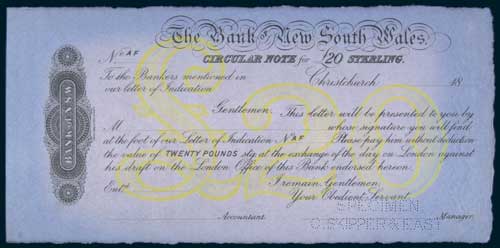 The Bank of New South Wales.
No A F
CIRCULAR NOTE for £20 STERLING.
To the Bankers mentioned in
our letter of Indication
Christchurch 18
Gentlemen, This letter will be presented to you by
M whose signature you will find
at the foot of our Letter of Indication No A F Please pay him without deduction
the value of TWENTY POUNDS stg at the exchange of the day on London against
his draft on the London Office of this Bank endorsed hereon
Entd. I remain, Gentlemen
Your Obedient Servant
Accountant. Manager.
£20
BANK OF N.S.W.
SPECIMEN
C. SKIPPER & EAST